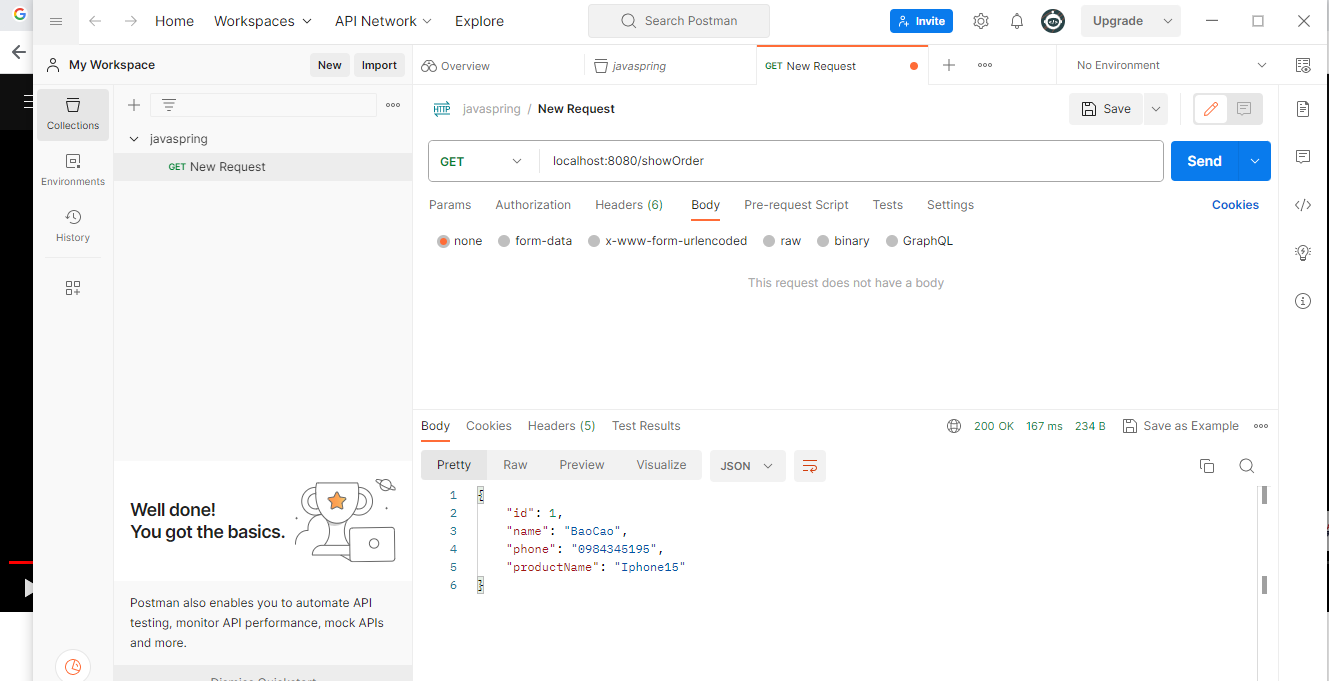 Home Workspaces API Network Explore Search Postman Invite Upgrade
My Workspace New Import Overview javaspring GET New Request No Environment
Collections
Environments
History
javaspring
GET New Request
HTTP javaspring / New Request Save
GET localhost:8080/showOrder Send
Params Authorization Headers (6) Body Pre-request Script Tests Settings Cookies
none form-data x-www-form-urlencoded raw binary GraphQL
This request does not have a body
Body Cookies Headers (5) Test Results 200 OK 167 ms 234 B Save as Example
Pretty Raw Preview Visualize JSON
1 {
2 "id": 1,
3 "name": "BaoCao",
4 "phone": "0984345195",
5 "productName": "Iphone15"
6 }
Well done!
You got the basics.
Postman also enables you to automate API
testing, monitor API performance, mock APIs
and more.
Dismiss Quickstart